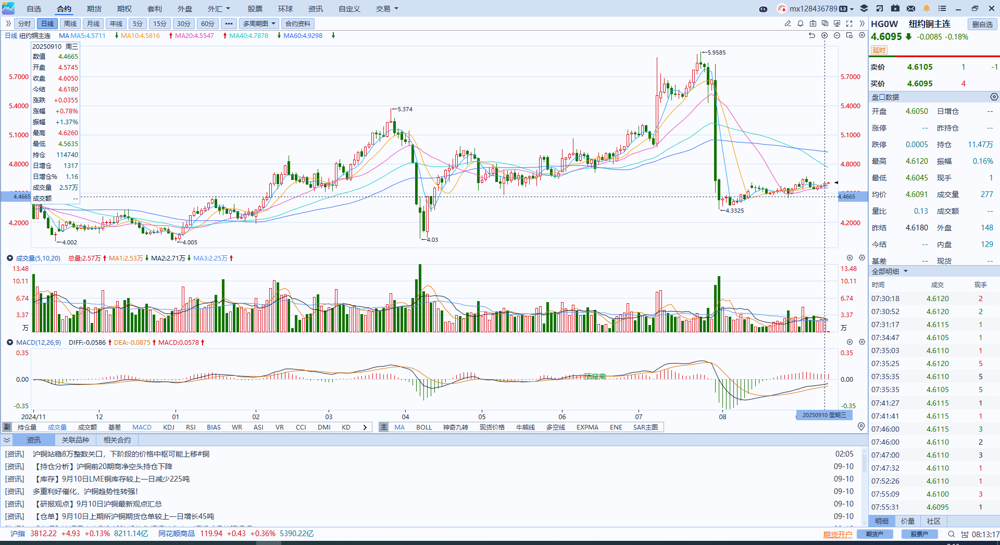 自选 合约 期货 期权 套利 外盘 外汇 股票 环球 资讯 自定义 交易 mx128436789 L2
分时 日线 周线 月线 年线 5分 15分 30分 60分 ••• 多周期图 合约资料
日线 纽约铜主连 MA MA5:4.5711 MA10:4.5816 MA20:4.5547 MA40:4.7878 MA60:4.9298
20250910 周三
数值 4.4665
开盘 4.5745
收盘 4.6050
今结 4.6180
涨跌 +0.0355
涨幅 +0.78%
振幅 +1.37%
最高 4.6260
最低 4.5635
持仓 114740
日增仓 1317
日增仓% 1.16
成交量 2.57万
成交额 --
5.7000
5.4000
5.1000
4.8000
4.4665
4.2000
5.9585
5.374
4.002
4.005
4.03
4.3325
5.7000
5.4000
5.1000
4.8000
4.4665
4.2000
成交量(5,10,20) 总量:2.57万 MA1:2.53万 MA2:2.71万 MA3:2.25万
13.48 13.48
10.11 10.11
6.74 6.74
3.37 3.37
万 万
MACD(12,26,9) DIFF:-0.0586 DEA:-0.0875 MACD:0.0578
0.35 0.35
顶背离
0.00 0.00
-0.35 -0.35
2024/11 12 01 02 03 04 05 06 07 08 20250910 星期三
副 持仓量 成交量 成交额 基差 MACD KDJ RSI BIAS WR ASI VR CCI DMI KD 主 MA BOLL 神奇九转 现货价格 牛熊线 多空线 EXPMA ENE SAR主图
资讯 关联品种 相关合约
[资讯] 沪铜站稳8万整数关口，下阶段的价格中枢可能上移#铜 02:05
[资讯] 【持仓分析】沪铜前20期商净空头持仓下降 09-10
[资讯] 【库存】9月10日LME铜库存较上一日减少225吨 09-10
[资讯] 多重利好催化，沪铜趋势性转强! 09-10
[资讯] 【研报观点】9月10日沪铜最新观点汇总 09-10
[资讯] 【仓单】9月10日上期所沪铜期货仓单较上一日增长45吨 09-10
HG0W 纽约铜主连 删自选
4.6095 -0.0085 -0.18%
延时
卖价 4.6105 1 -1
买价 4.6095 4
盘口数据
开盘 4.6050 日增仓 --
涨停 -- 昨持仓 --
跌停 0.0005 持仓 11.47万
最高 4.6120 振幅 0.16%
最低 4.6045 现手 1
均价 4.6091 成交量 277
量比 0.13 成交额 --
昨结 4.6180 外盘 148
今结 -- 内盘 129
基差 -- 现货 --
全部明细
时间 成交 现手
07:30:18 4.6120 2
07:30:52 4.6120 2
07:31:17 4.6115 1
07:34:47 4.6105 1
07:35:03 4.6110 1
07:35:25 4.6120 5
07:35:35 4.6110 5
07:35:35 4.6105 5
07:41:27 4.6115 1
07:41:41 4.6115 1
07:46:00 4.6115 3
07:46:00 4.6110 2
07:47:00 4.6110 3
07:47:32 4.6110 1
07:52:26 4.6110 1
07:55:09 4.6100 3
07:55:31 4.6095 1
明细 价量 社区
沪指 3812.22 +4.93 +0.13% 8211.14亿 同花顺商品 119.94 +0.43 +0.36% 5390.22亿 期货开户 期货户 股票户 08:13:17